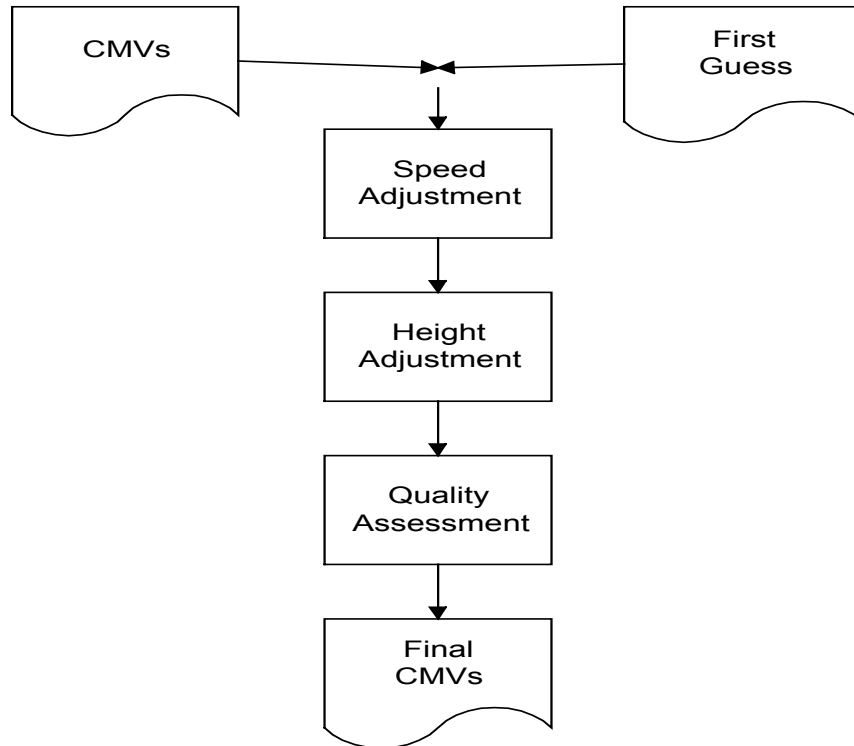 CMVs
First
Guess
Speed
Adjustment
Height
Adjustment
Quality
Assessment
Final
CMVs